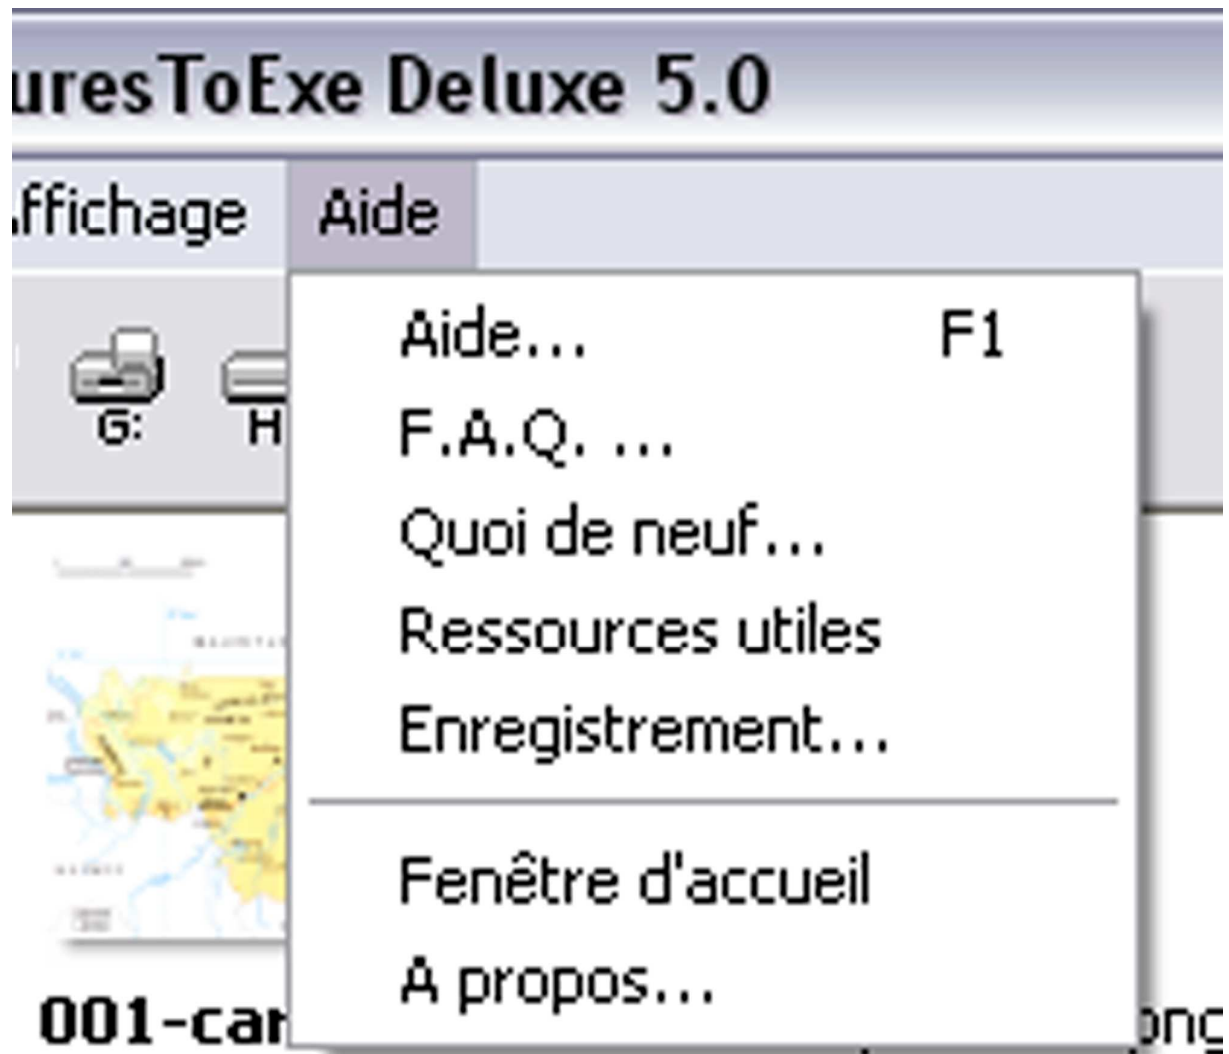 uresToExe Deluxe 5.0
ffichage Aide
Aide... F1
F.A.Q. ...
G: H
Quoi de neuf...
Ressources utiles
Enregistrement...
Fenêtre d'accueil
A propos...
001-car ong